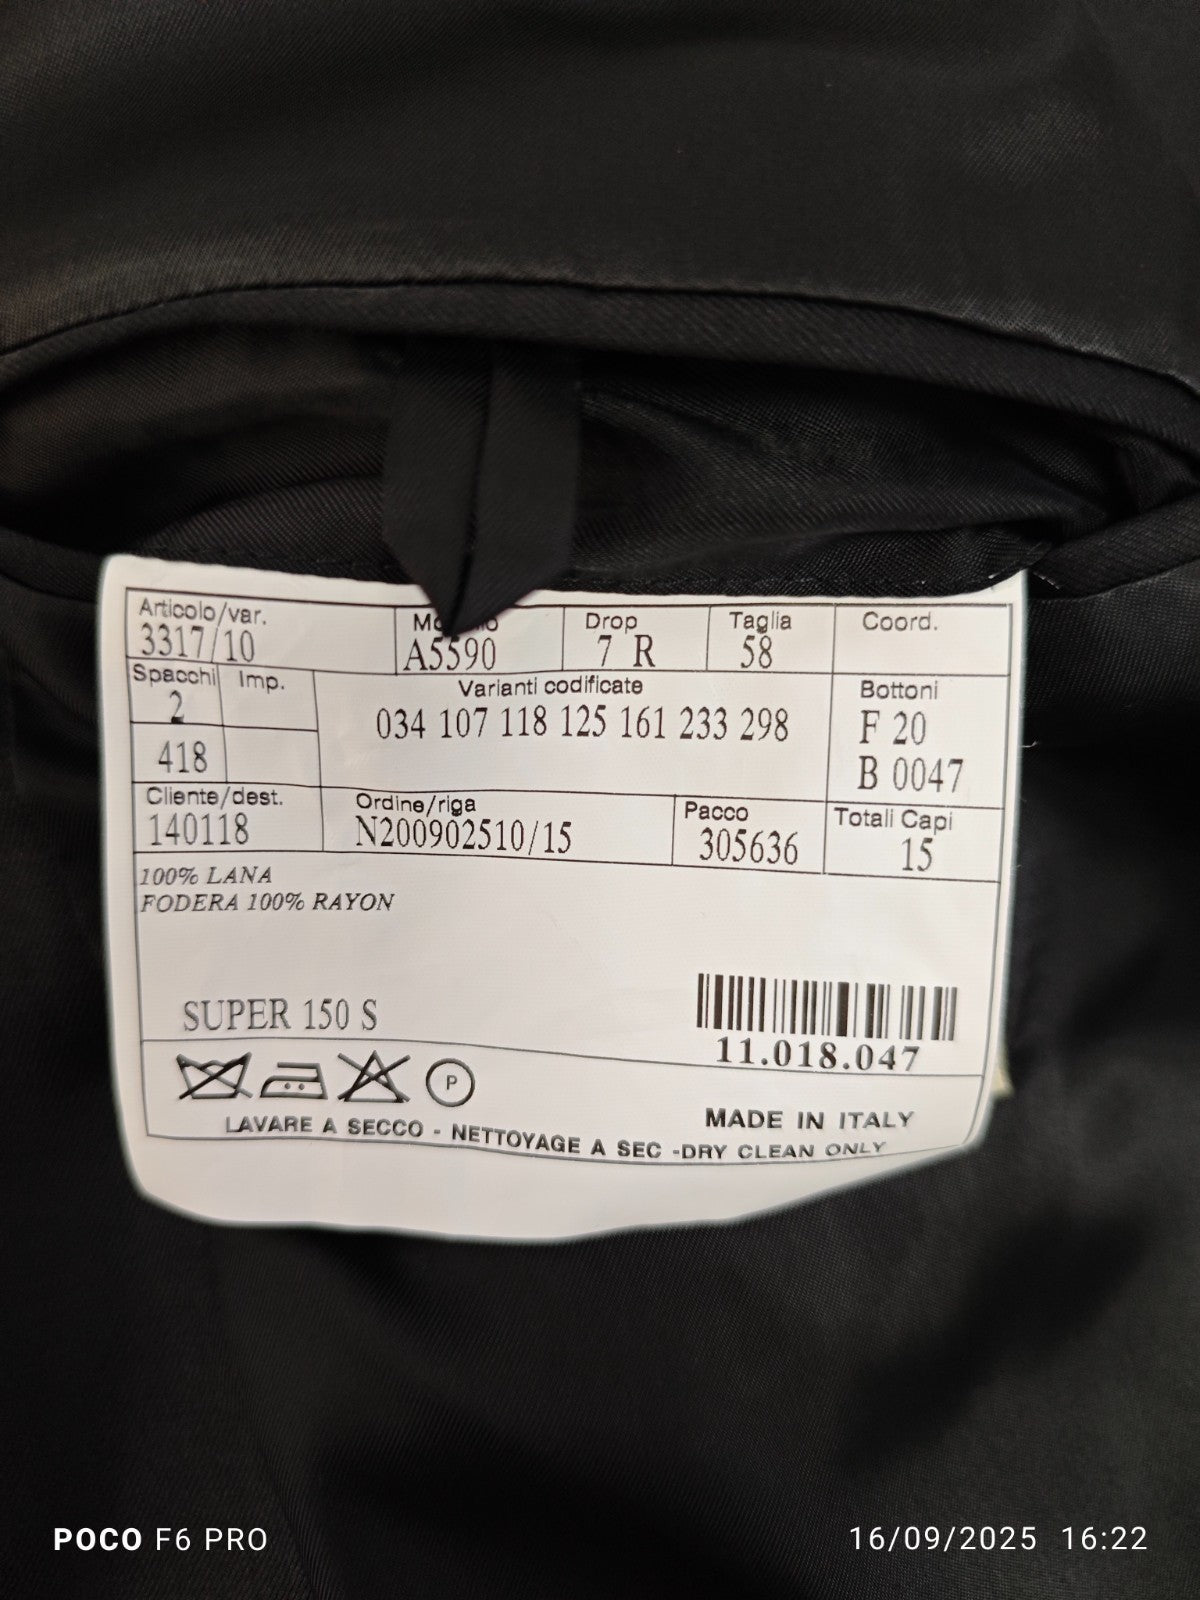 Articolo/var.
3317/10
A5590
Drop
7 R
Taglia
58
Coord.
Spacchi
2
Imp.
418
Varianti codificate
034 107 118 125 161 233 298
Bottoni
F 20
B 0047
Cliente/dest.
140118
Ordine/riga
N200902510/15
Pacco
305636
Totali Capi
15
100% LANA
FODERA 100% RAYON
SUPER 150 S
11.018.047
P
MADE IN ITALY
LAVARE A SECCO - NETTOYAGE A SEC -DRY CLEAN ONLY
POCO F6 PRO
16/09/2025 16:22